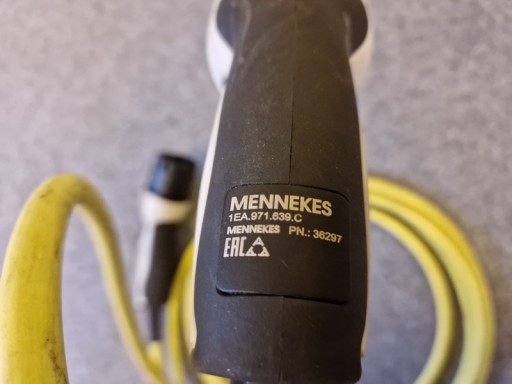 MENNEKES
1EA.971.639.C
MENNEKES PN.: 36297
EAC